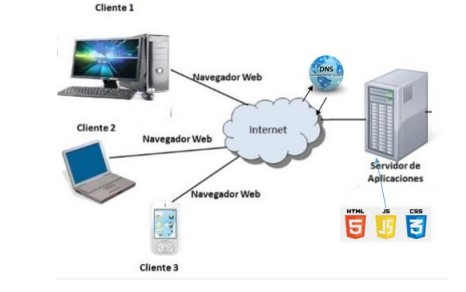 Cliente 1
Navegador Web
DNS
Cliente 2
Navegador Web
Internet
Servidor de
Aplicaciones
Navegador Web
HTML JS CSS
5 JS 3
Cliente 3